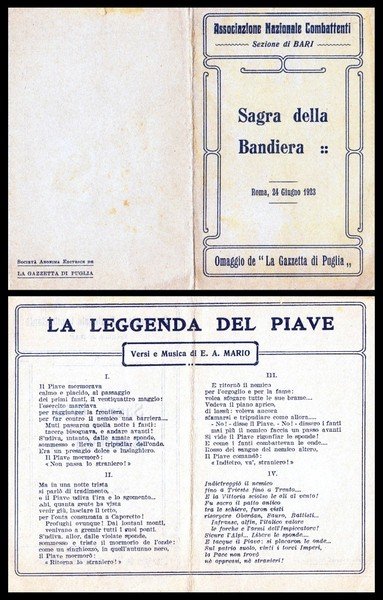 Associazione Nazionale Combattenti
Sezione di BARI
Sagra della
Bandiera ::
Roma, 24 Giugno 1923
Omaggio de “ La Gazzetta di Puglia „
SOCIETÀ ANONIMA EDITRICE DE
LA GAZZETTA DI PUGLIA
LA LEGGENDA DEL PIAVE
Versi e Musica di E. A. MARIO
I.
Il Piave mormorava
calmo e placido, al passaggio
dei primi fanti, il ventiquattro maggio:
l'esercito marciava
per raggiunger la frontiera,
per far contro il nemico una barriera....
Muti passaron quella notte i fanti:
tacere bisognava, e andare avanti!
S'udiva, intanto, dalle amate sponde,
sommesso e lieve il tripudiar dell'onda.
Era un presagio dolce e lusinghiero.
Il Piave mormorò:
« Non passa lo straniero! »
II.
Ma in una notte trista
si parlò di tradimento,
e il Piave udiva l'ira e lo sgomento...
Ahi, quanta gente ha vista
venir giù, lasciare il tetto,
per l'onta consumata a Caporetto!
Profughi ovunque! Dai lontani monti,
venivano a gremir tutti i suoi ponti.
S'udiva, allor, dalle violate sponde,
sommesso e triste il mormorio dell'onda:
come un singhiozzo, in quell'autunno nero,
il Piave mormorò:
« Ritorna lo straniero! »
III.
E ritornò il nemico
per l'orgoglio e per la fame:
volea sfogare tutte le sue brame...
Vedeva il piano aprico,
di lassù: voleva ancora
sfamarsi e tripudiare come allora....
- No! - disse il Piave. - No! - dissero i fanti
mai più il nemico faccia un passo avanti
Si vide il Piave rigonfiar le sponde!
E come i fanti combattevan le onde...
Rosso del sangue del nemico altero,
Il Piave comandò:
« Indietro, va', straniero! »
IV.
Indietreggiò il nemico
fino a Trieste fino a Trento...
E la Vittoria sciolse le ali al vento!
Fu sacro il patto antico
tra le schiere, furon visti
risorgere Oberdan, Sauro, Battisti...
Infranse, alfin, l'italico valore
le forche e l'armi dell'Impiccatore!
Sicure l'Alpi... Libere le sponde...
E tacque il Piave: si placaron le onde...
Sul patrio suolo, vinti i torvi Imperi,
la Pace non trovò
nè oppressi, nè stranieri!